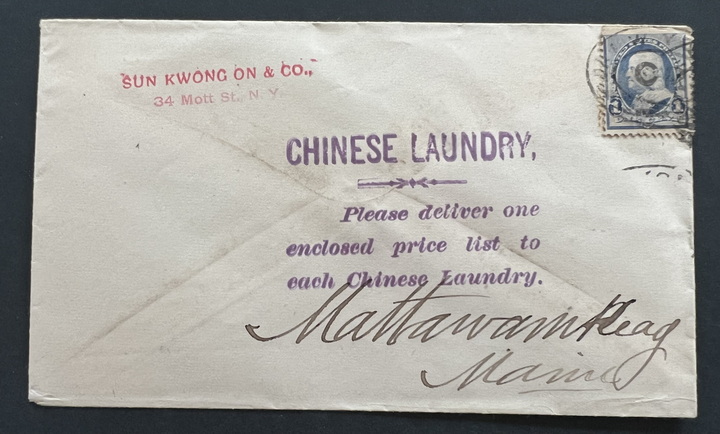 SUN KWONG ON & CO.,
34 Mott St., N. Y.
CHINESE LAUNDRY,
Please deliver one
enclosed price list to
each Chinese Laundry.
Mattawamkeag
Maine